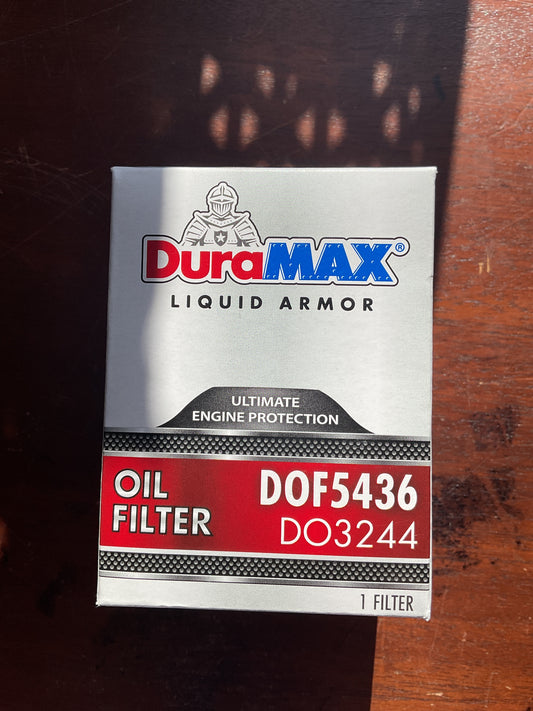 DuraMAX®
LIQUID ARMOR
ULTIMATE
ENGINE PROTECTION
OIL
FILTER
DOF5436
DO3244
1 FILTER